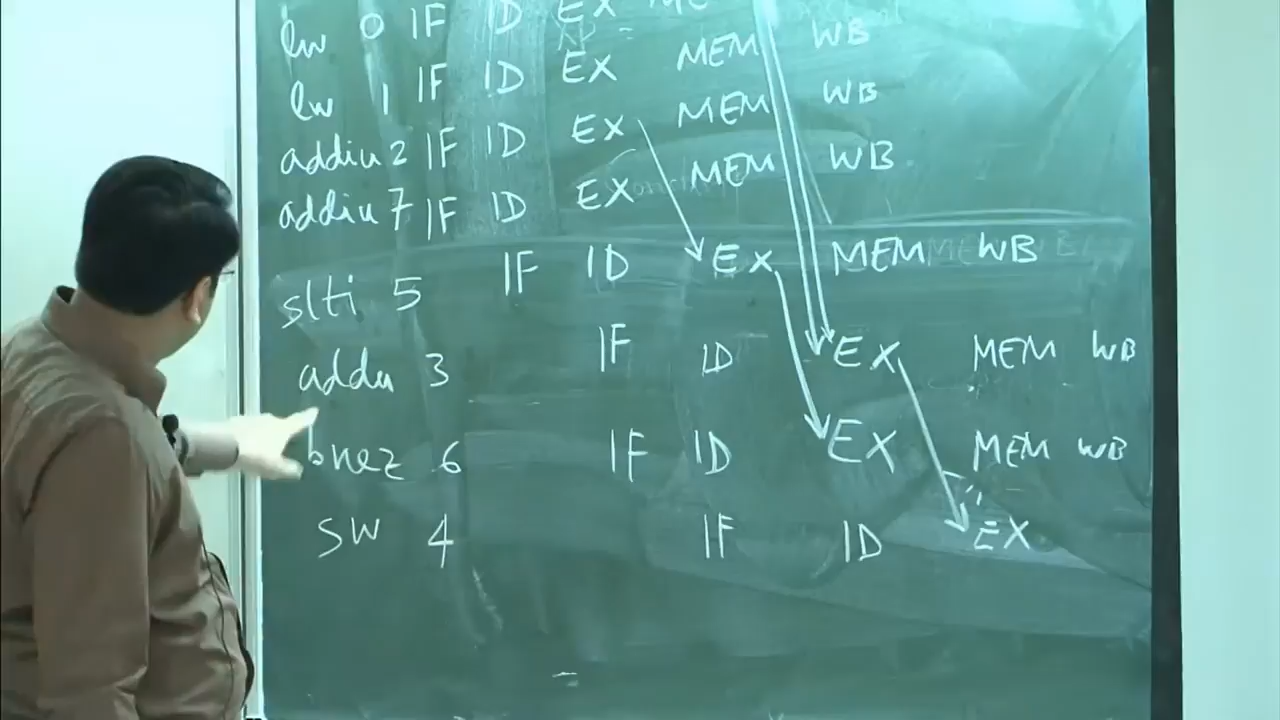 lw 0 IF ID EX ME WB
lw 1 IF ID EX MEM WB
addiu 2 IF ID EX MEM WB
addiu 7 IF ID EX MEM WB
slti 5 IF ID EX MEM WB
addu 3 IF ID EX MEM WB
bnez 6 IF ID EX MEM WB
SW 4 IF ID EX